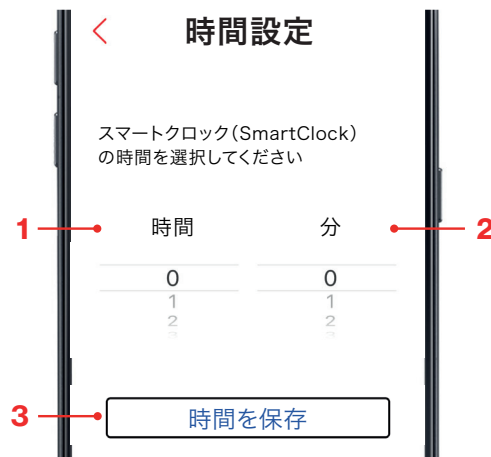 時間設定
スマートクロック(SmartClock)
の時間を選択してください
1 時間 分 2
0 0
1 1
2 2
3 3
3 時間を保存